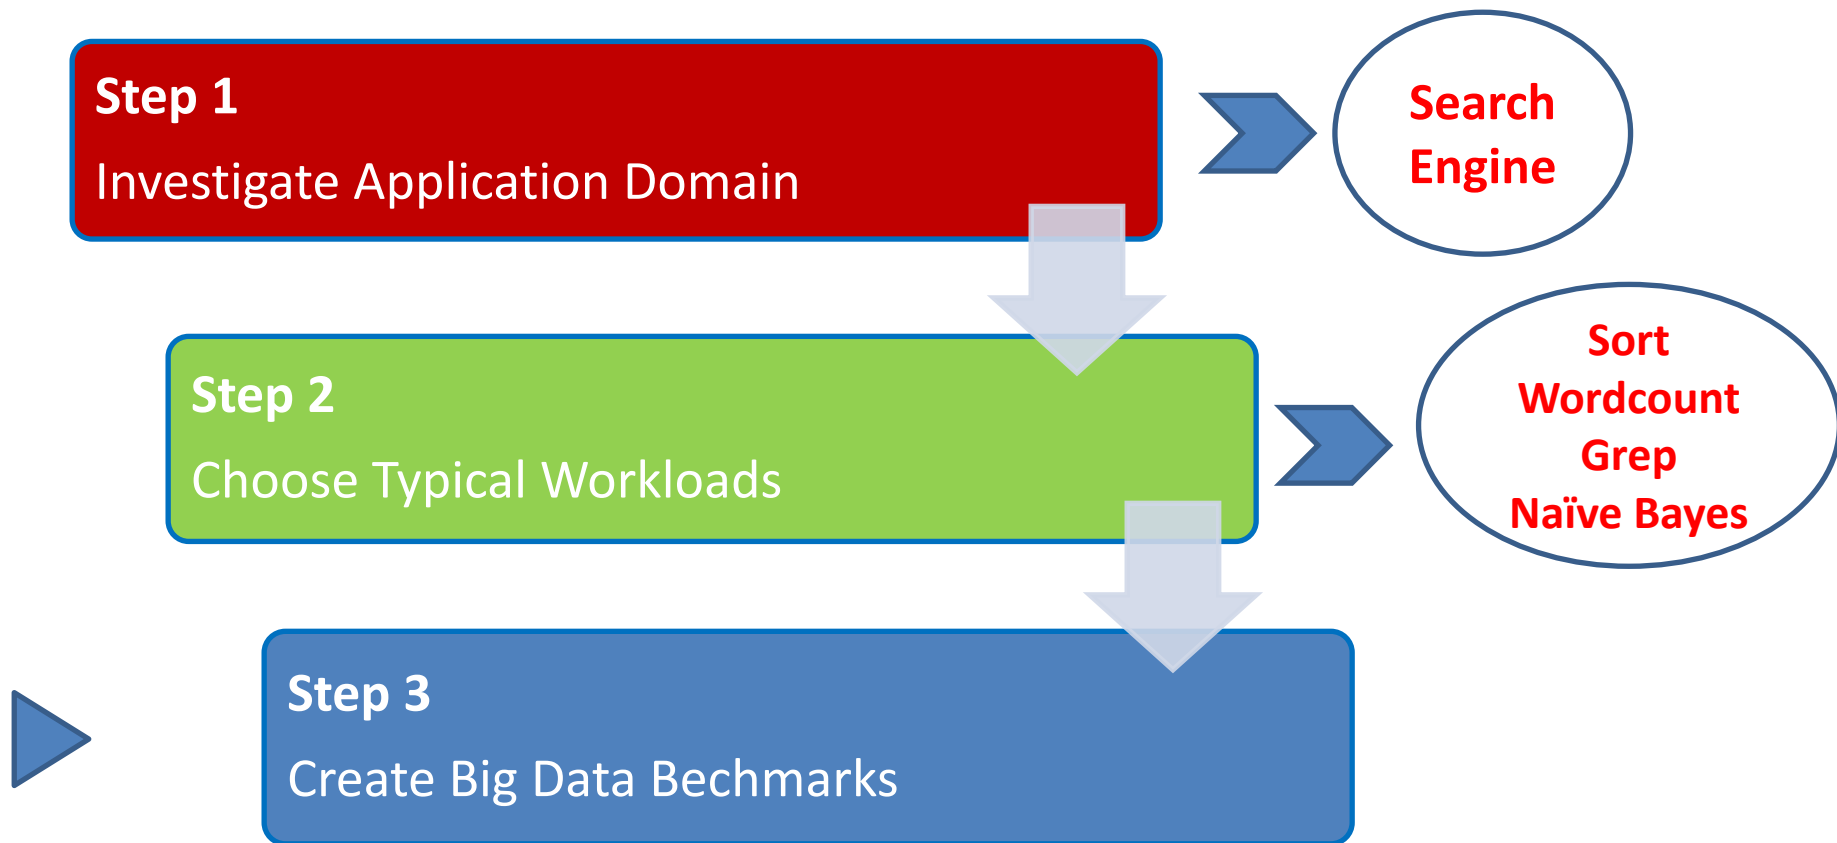 Step 1
Investigate Application Domain
Search
Engine
Step 2
Choose Typical Workloads
Sort
Wordcount
Grep
Naïve Bayes
Step 3
Create Big Data Bechmarks